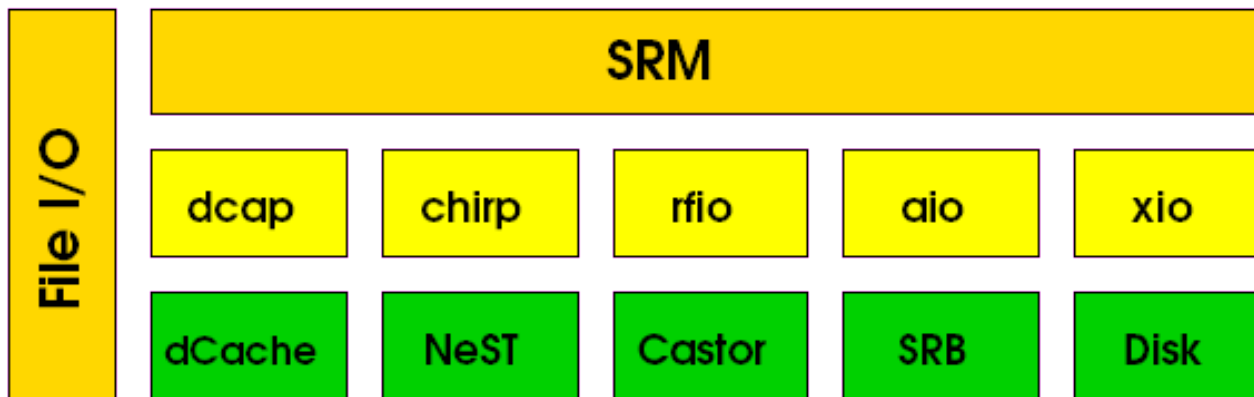 File I/O
SRM
dcap chirp rfio aio xio
dCache NeST Castor SRB Disk